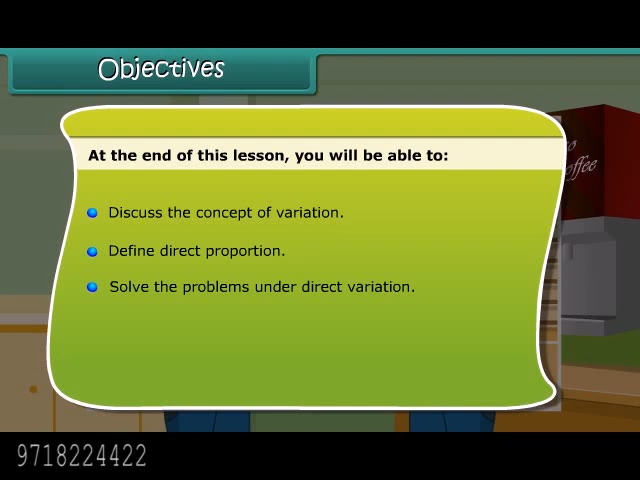 Objectives
At the end of this lesson, you will be able to:
Discuss the concept of variation.
Define direct proportion.
Solve the problems under direct variation.
9718224422